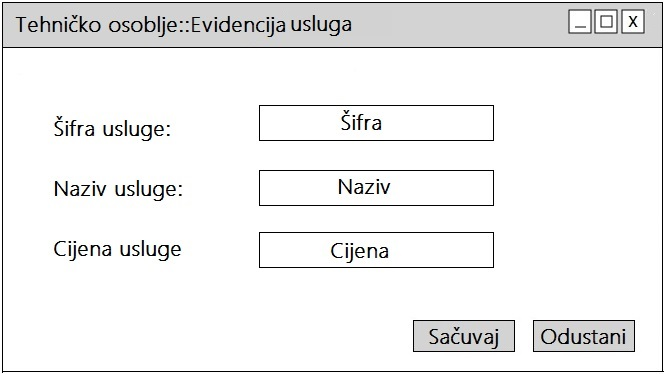 Tehničko osoblje::Evidencija usluga
_ □ X
Šifra usluge: Šifra
Naziv usluge: Naziv
Cijena usluge Cijena
Sačuvaj Odustani